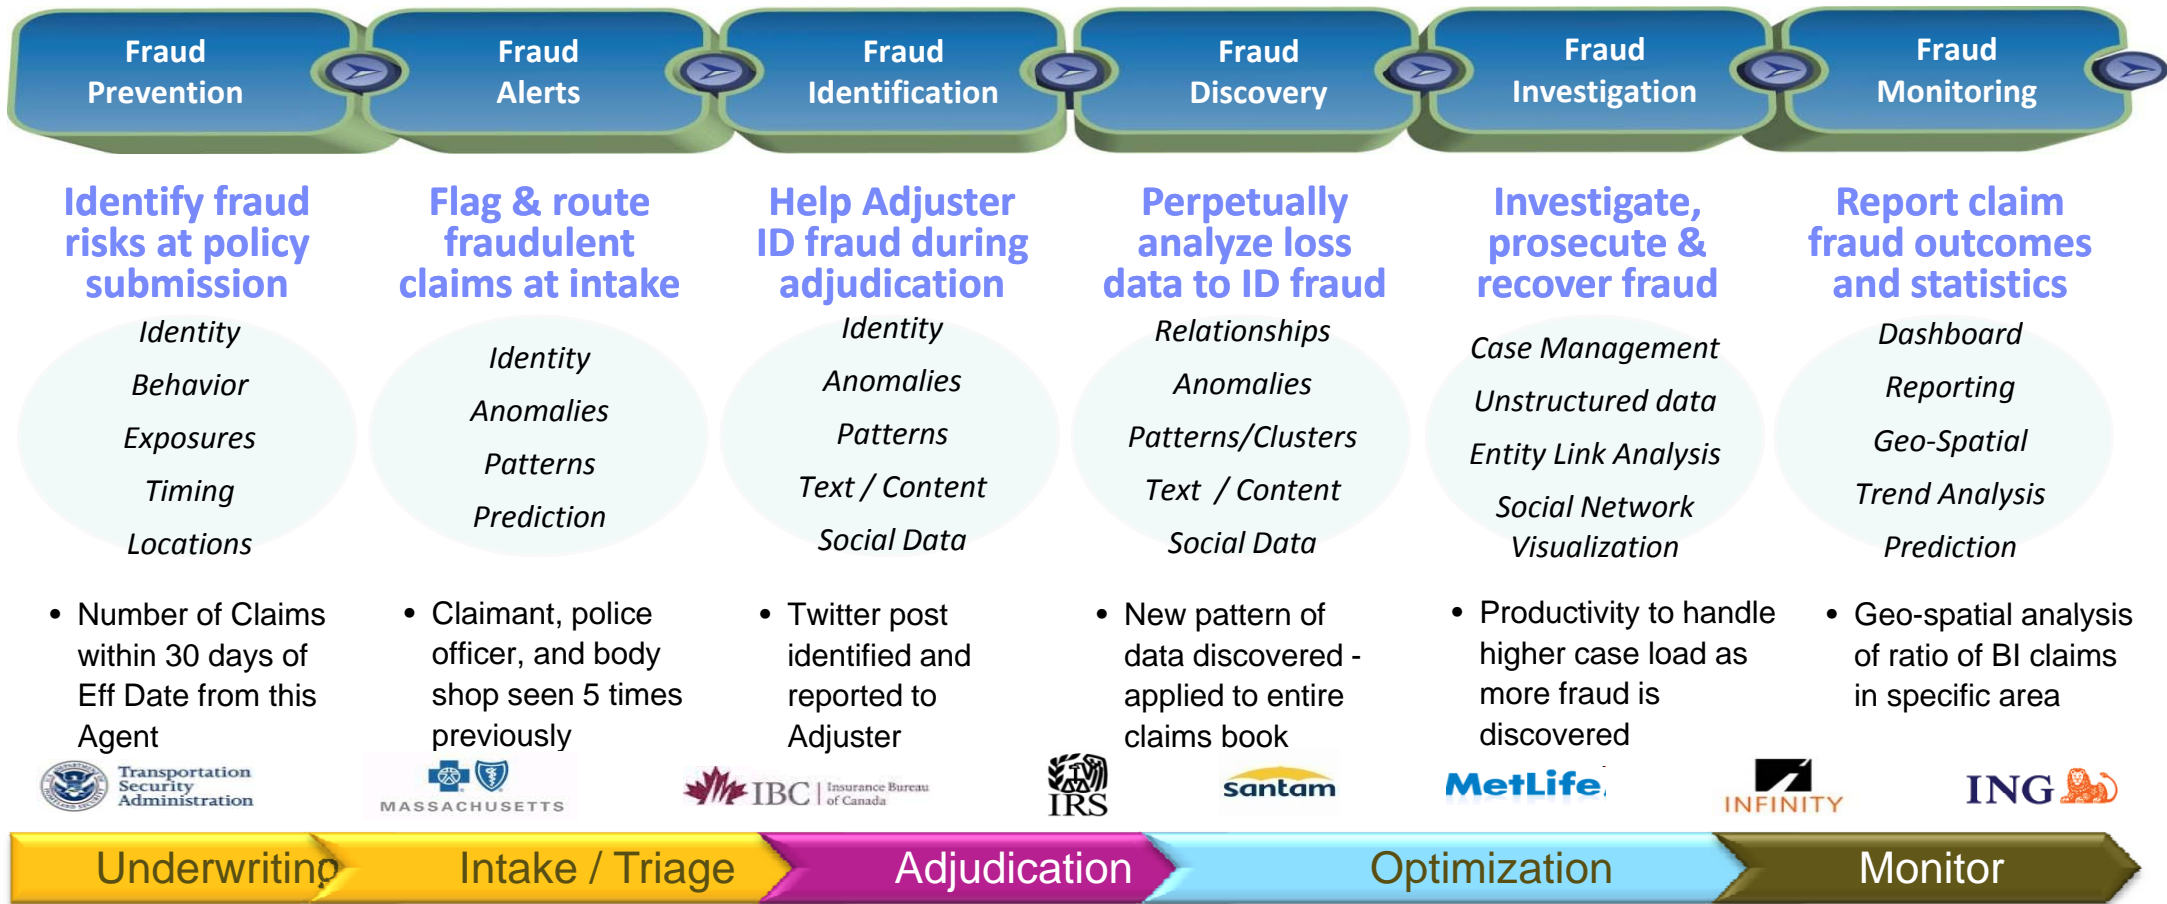 Fraud
Prevention
Fraud
Alerts
Fraud
Identification
Fraud
Discovery
Fraud
Investigation
Fraud
Monitoring
Identify fraud
risks at policy
submission
Flag & route
fraudulent
claims at intake
Help Adjuster
ID fraud during
adjudication
Perpetually
analyze loss
data to ID fraud
Investigate,
prosecute &
recover fraud
Report claim
fraud outcomes
and statistics
Identity
Behavior
Exposures
Timing
Locations
Identity
Anomalies
Patterns
Prediction
Identity
Anomalies
Patterns
Text / Content
Social Data
Relationships
Anomalies
Patterns/Clusters
Text / Content
Social Data
Case Management
Unstructured data
Entity Link Analysis
Social Network
Visualization
Dashboard
Reporting
Geo-Spatial
Trend Analysis
Prediction
• Number of Claims
within 30 days of
Eff Date from this
Agent
• Claimant, police
officer, and body
shop seen 5 times
previously
• Twitter post
identified and
reported to
Adjuster
• New pattern of
data discovered -
applied to entire
claims book
• Productivity to handle
higher case load as
more fraud is
discovered
• Geo-spatial analysis
of ratio of BI claims
in specific area
Transportation
Security
Administration
MASSACHUSETTS
IBC | Insurance Bureau
of Canada
IRS
santam
MetLife
INFINITY
ING
Underwriting
Intake / Triage
Adjudication
Optimization
Monitor